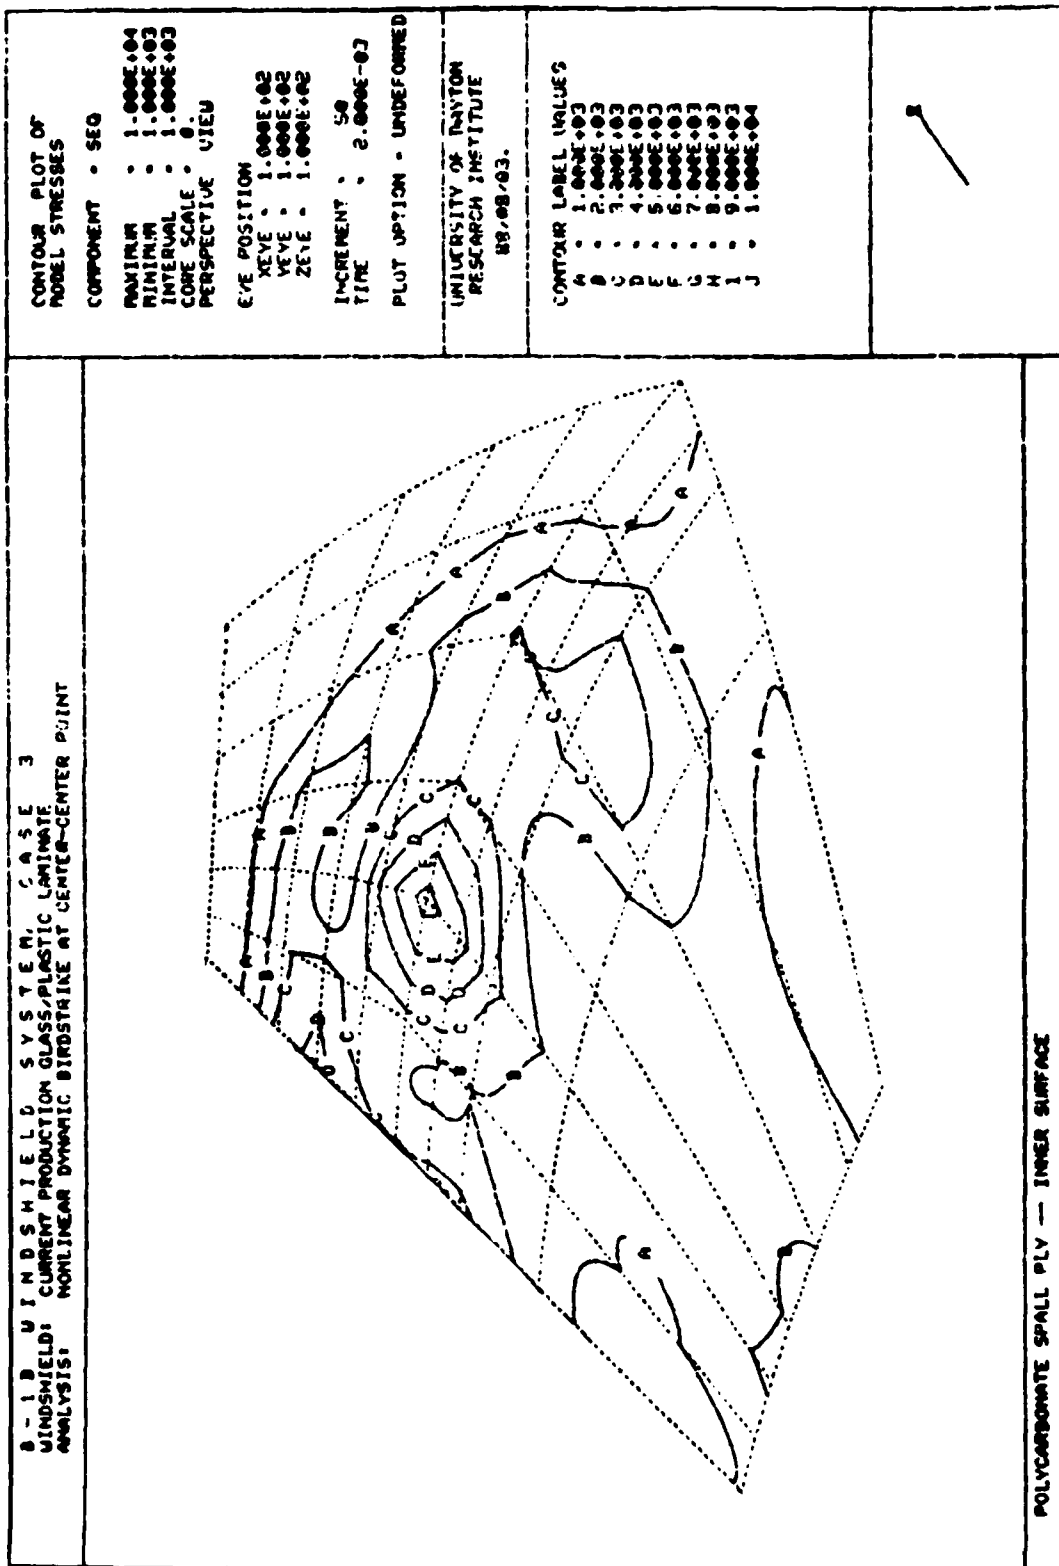 B - 1 B W I N D S H I E L D S Y S T E M, C A S E 3
WINDSHIELD: CURRENT PRODUCTION GLASS/PLASTIC LAMINATE
ANALYSIS: NONLINEAR DYNAMIC BIRDSTRIKE AT CENTER-CENTER POINT
CONTOUR PLOT OF
MODEL STRESSES
COMPONENT - SEQ
MAXIMUM - 1.000E+04
MINIMUM - 1.000E+03
INTERVAL - 1.000E+03
CORE SCALE - 0.
PERSPECTIVE VIEW
EYE POSITION
XEYE - 1.000E+02
YEYE - 1.000E+02
ZEYE - 1.000E+02
INCREMENT - 50
TIME - 2.000E-03
PLOT OPTION - UNDEFORMED
UNIVERSITY OF DAYTON
RESEARCH INSTITUTE
88/08/03.
CONTOUR LABEL VALUES
A - 1.000E+03
B - 2.000E+03
C - 3.000E+03
D - 4.000E+03
E - 5.000E+03
F - 6.000E+03
G - 7.000E+03
H - 8.000E+03
I - 9.000E+03
J - 1.000E+04
POLYCARBONATE SPALL PLY -- INNER SURFACE